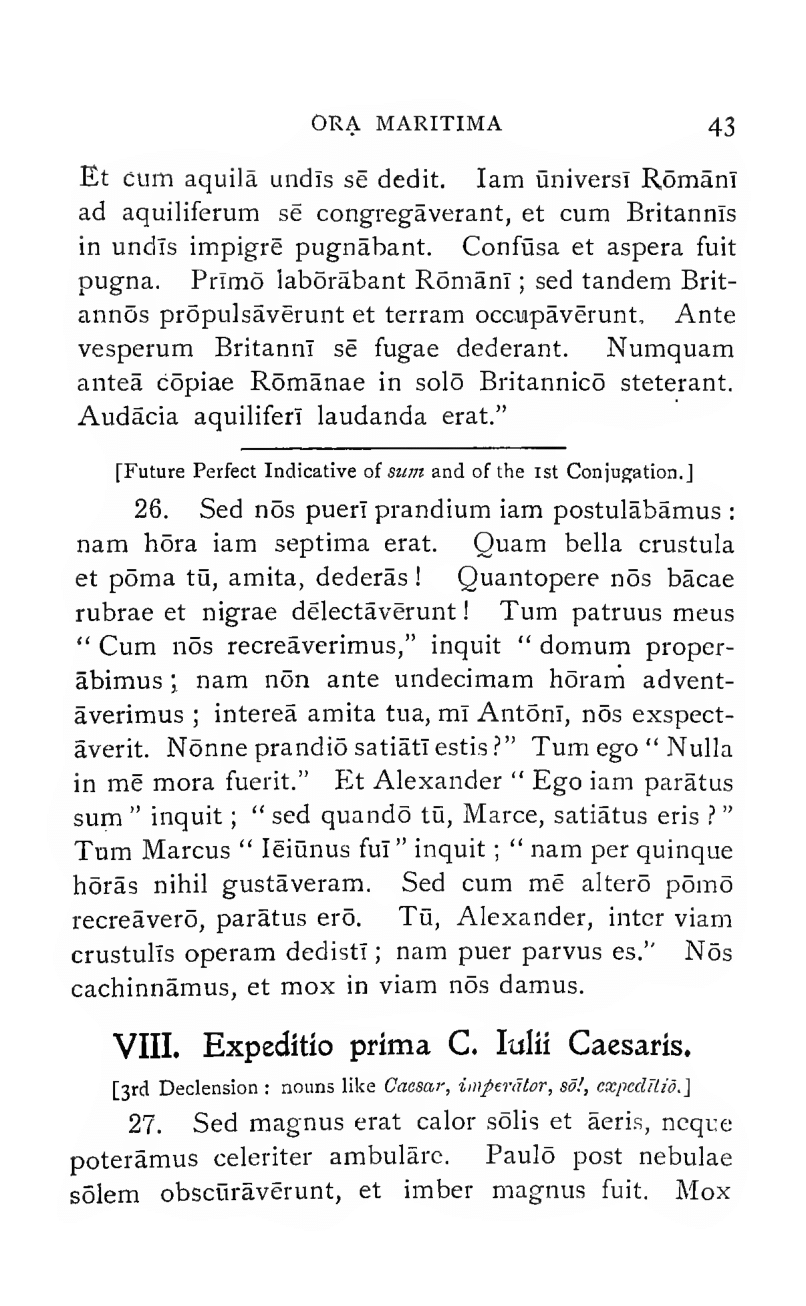 ORA MARITIMA 43
Et cum aquilā undīs sē dedit. Iam ūniversī Rōmānī
ad aquiliferum sē congregāverant, et cum Britannīs
in undīs impigrē pugnābant. Confūsa et aspera fuit
pugna. Prīmō labōrābant Rōmānī ; sed tandem Brit-
annōs prōpulsāvērunt et terram occupāvērunt. Ante
vesperum Britannī sē fugae dederant. Numquam
anteā cōpiae Rōmānae in solō Britannicō steterant.
Audācia aquiliferī laudanda erat.”
[Future Perfect Indicative of sum and of the 1st Conjugation.]
26. Sed nōs puerī prandium iam postulābāmus :
nam hōra iam septima erat. Quam bella crustula
et pōma tū, amita, dederās ! Quantopere nōs bācae
rubrae et nigrae dēlectāvērunt ! Tum patruus meus
“ Cum nōs recreāverimus,” inquit “ domum proper-
ābimus ; nam nōn ante undecimam hōram advent-
āverimus ; intereā amita tua, mī Antōnī, nōs exspect-
āverit. Nōnne prandiō satiātī estis ?” Tum ego “ Nulla
in mē mora fuerit.” Et Alexander “ Ego iam parātus
sum ” inquit ; “ sed quandō tū, Marce, satiātus eris ? ”
Tum Marcus “ Iēiūnus fuī ” inquit ; “ nam per quinque
hōrās nihil gustāveram. Sed cum mē alterō pōmō
recreāverō, parātus erō. Tū, Alexander, inter viam
crustulīs operam dedistī ; nam puer parvus es.” Nōs
cachinnāmus, et mox in viam nōs damus.
VIII. Expeditio prima C. Iulii Caesaris.
[3rd Declension : nouns like Caesar, imperātor, sōl, expedītiō.]
27. Sed magnus erat calor sōlis et āeris, neque
poterāmus celeriter ambulāre. Paulō post nebulae
sōlem obscūrāvērunt, et imber magnus fuit. Mox